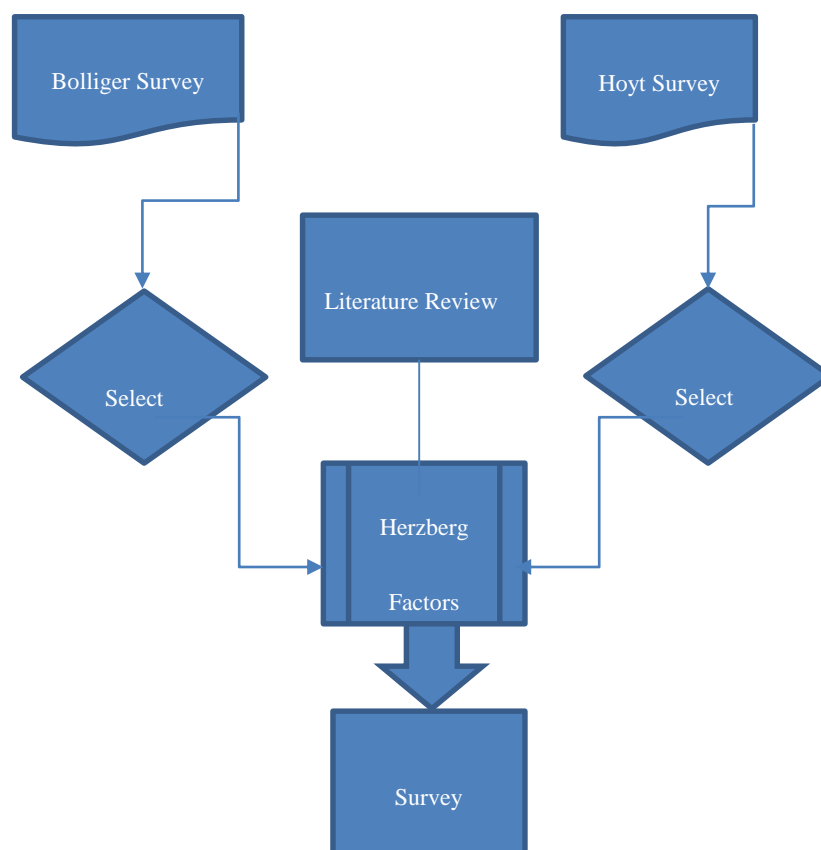 Bolliger Survey
Hoyt Survey
Literature Review
Select
Select
Herzberg
Factors
Survey